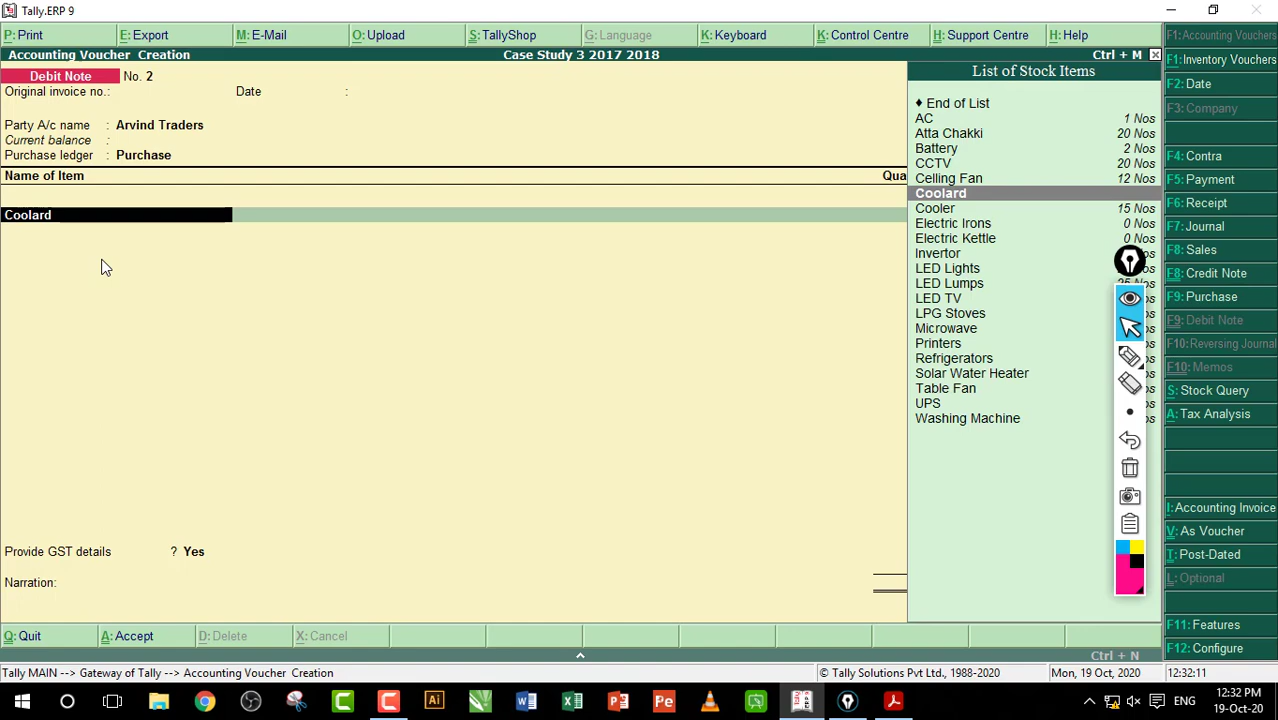 Tally.ERP 9
P: Print E: Export M: E-Mail O: Upload S: TallyShop G: Language K: Keyboard K: Control Centre H: Support Centre H: Help F1: Accounting Vouchers
Accounting Voucher Creation Case Study 3 2017 2018 Ctrl + M
F1: Inventory Vouchers
Debit Note No. 2
Original invoice no.: Date :
Party A/c name : Arvind Traders
Current balance :
Purchase ledger : Purchase
Name of Item Qua
Coolard
Provide GST details ? Yes
Narration:
List of Stock Items
♦ End of List
AC 1 Nos
Atta Chakki 20 Nos
Battery 2 Nos
CCTV 20 Nos
Celling Fan 12 Nos
Coolard
Cooler 15 Nos
Electric Irons 0 Nos
Electric Kettle 0 Nos
Invertor
LED Lights
LED Lumps
LED TV
LPG Stoves
Microwave
Printers
Refrigerators
Solar Water Heater
Table Fan
UPS
Washing Machine
F2: Date
F3: Company
F4: Contra
F5: Payment
F6: Receipt
F7: Journal
F8: Sales
F8: Credit Note
F9: Purchase
F9: Debit Note
F10: Reversing Journal
F10: Memos
S: Stock Query
A: Tax Analysis
I: Accounting Invoice
V: As Voucher
T: Post-Dated
L: Optional
F11: Features
F12: Configure
Q: Quit A: Accept D: Delete X: Cancel
Ctrl + N
Tally MAIN --> Gateway of Tally --> Accounting Voucher Creation © Tally Solutions Pvt Ltd., 1988-2020 Mon, 19 Oct, 2020 12:32:11
Ai Pe ENG 12:32 PM
19-Oct-20